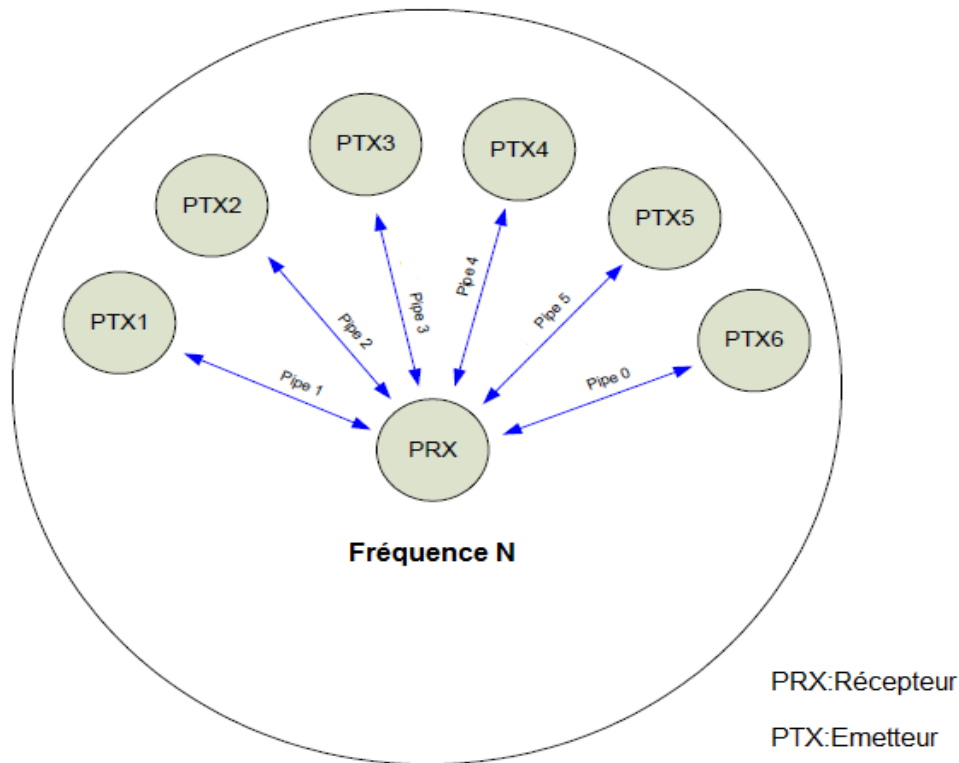 PTX3
PTX4
PTX2
PTX5
PTX1
PTX6
Pipe 1
Pipe 2
Pipe 3
Pipe 4
Pipe 5
Pipe 0
PRX
Fréquence N
PRX:Récepteur
PTX:Emetteur